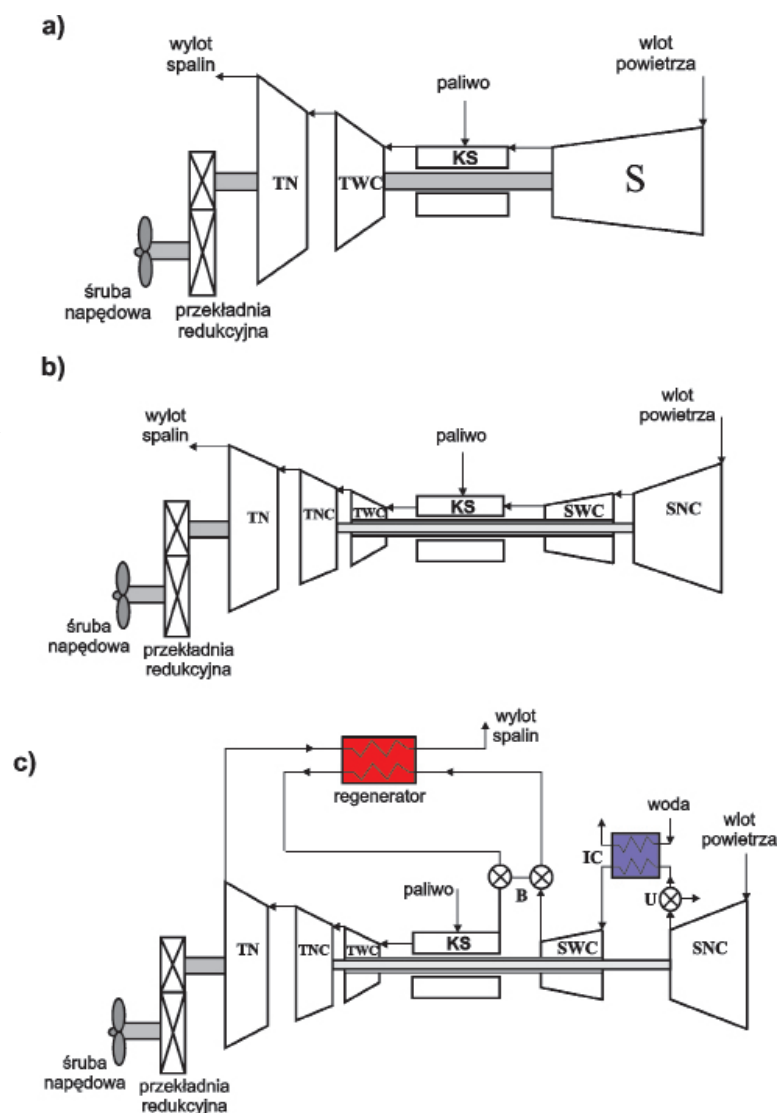 a)
wylot
spalin
wlot
powietrza
paliwo
KS
TN
TWC
S
śruba
napędowa
przekładnia
redukcyjna
b)
wylot
spalin
wlot
powietrza
paliwo
TN
TNC
TWC
KS
SWC
SNC
śruba
napędowa
przekładnia
redukcyjna
c)
wylot
spalin
regenerator
woda
wlot
powietrza
IC
paliwo
B
U
TN
TNC
TWC
KS
SWC
SNC
śruba
napędowa
przekładnia
redukcyjna